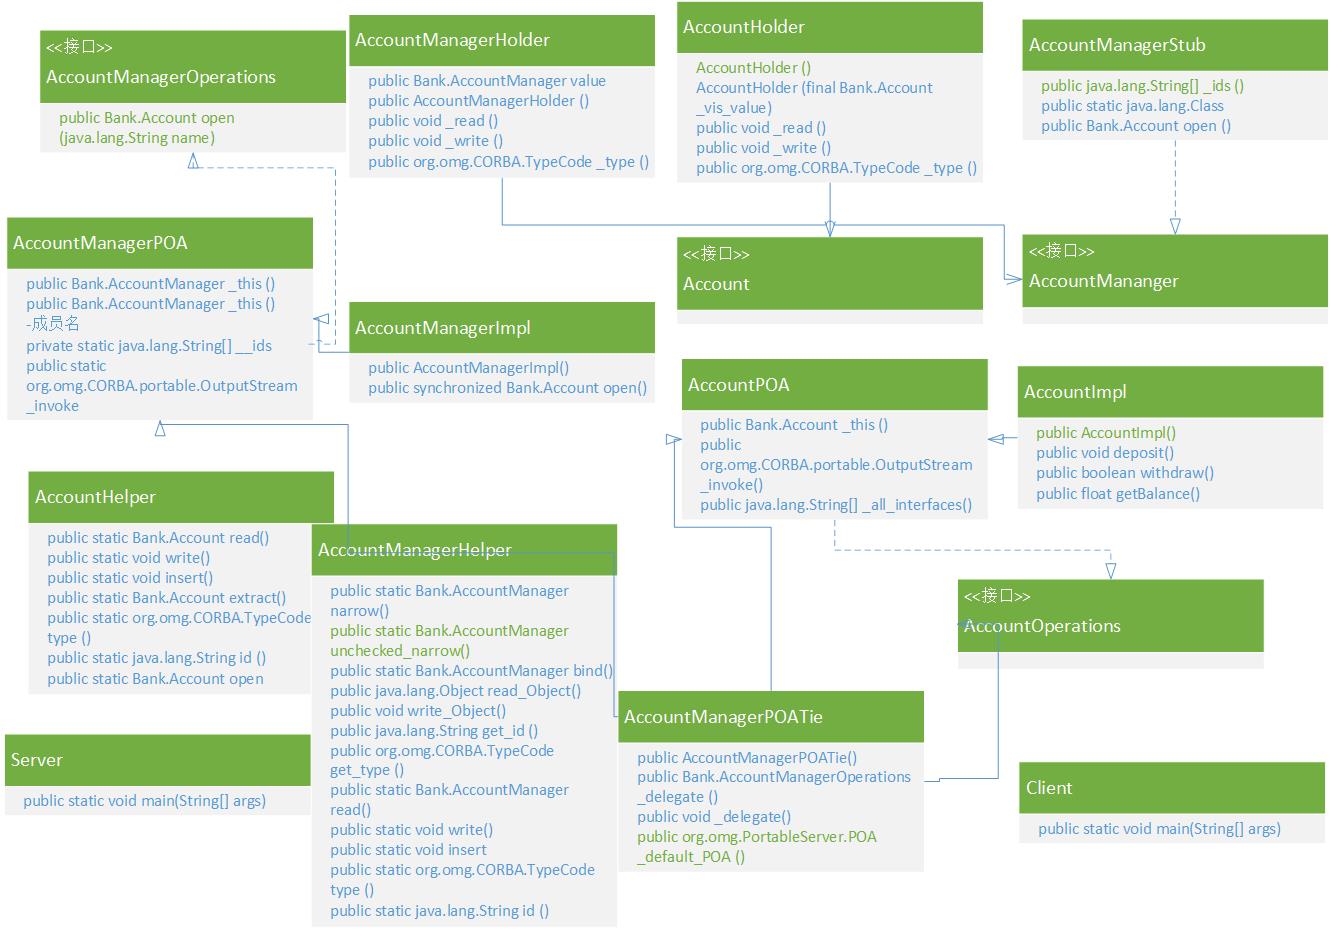 <<接口>>
AccountManagerOperations
public Bank.Account open
(java.lang.String name)
AccountManagerHolder
public Bank.AccountManager value
public AccountManagerHolder ()
public void _read ()
public void _write ()
public org.omg.CORBA.TypeCode _type ()
AccountHolder
AccountHolder ()
AccountHolder (final Bank.Account
_vis_value)
public void _read ()
public void _write ()
public org.omg.CORBA.TypeCode _type ()
AccountManagerStub
public java.lang.String[] _ids ()
public static java.lang.Class
public Bank.Account open ()
AccountManagerPOA
public Bank.AccountManager _this ()
public Bank.AccountManager _this ()
-成员名
private static java.lang.String[] __ids
public static
org.omg.CORBA.portable.OutputStream
_invoke
<<接口>>
Account
<<接口>>
AccountMananger
AccountManagerImpl
public AccountManagerImpl()
public synchronized Bank.Account open()
AccountPOA
public Bank.Account _this ()
public
org.omg.CORBA.portable.OutputStream
_invoke()
public java.lang.String[] _all_interfaces()
AccountImpl
public AccountImpl()
public void deposit()
public boolean withdraw()
public float getBalance()
AccountHelper
public static Bank.Account read()
public static void write()
public static void insert()
public static Bank.Account extract()
public static org.omg.CORBA.TypeCode
type ()
public static java.lang.String id ()
public static Bank.Account open
AccountManagerHelper
public static Bank.AccountManager
narrow()
public static Bank.AccountManager
unchecked_narrow()
public static Bank.AccountManager bind()
public java.lang.Object read_Object()
public void write_Object()
public java.lang.String get_id ()
public org.omg.CORBA.TypeCode
get_type ()
public static Bank.AccountManager
read()
public static void write()
public static void insert
public static org.omg.CORBA.TypeCode
type ()
public static java.lang.String id ()
<<接口>>
AccountOperations
AccountManagerPOATie
public AccountManagerPOATie()
public Bank.AccountManagerOperations
_delegate ()
public void _delegate()
public org.omg.PortableServer.POA
_default_POA ()
Server
public static void main(String[] args)
Client
public static void main(String[] args)